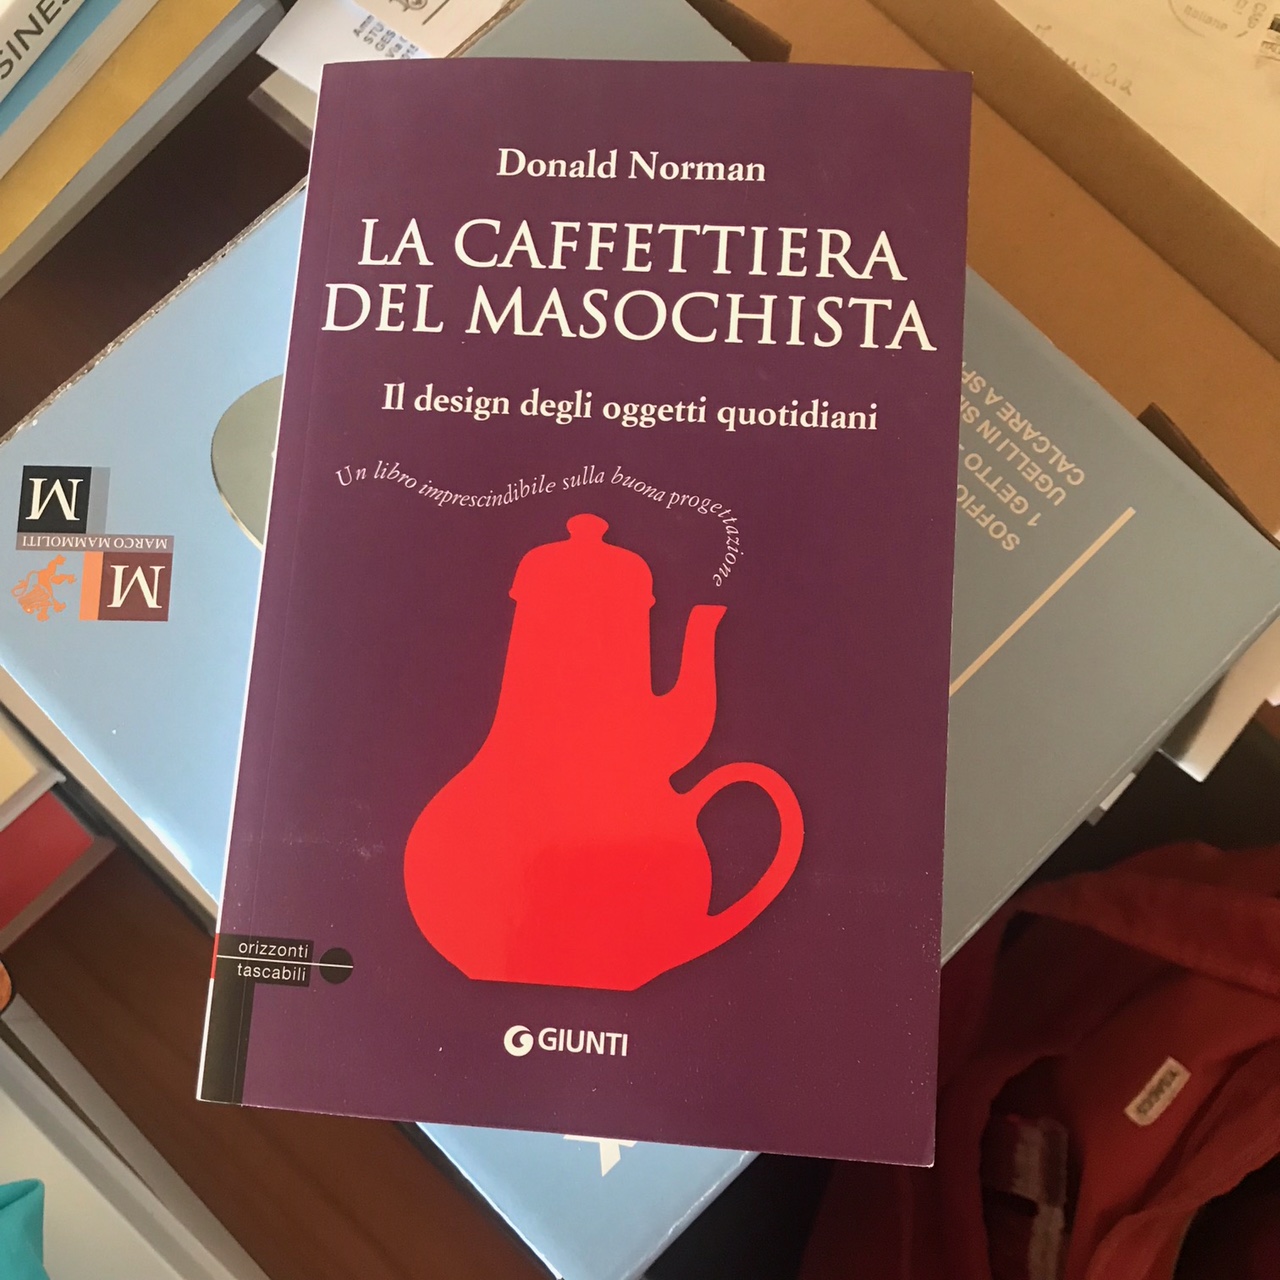 Donald Norman
LA CAFFETTIERA
DEL MASOCHISTA
Il design degli oggetti quotidiani
Un libro imprescindibile sulla buona progettazione
orizzonti
tascabili
GIUNTI
M
MARCO MAMMOLITI
M
SOFFIO
1 GETTO
UGELLI IN
CALCARE A
Famiglia